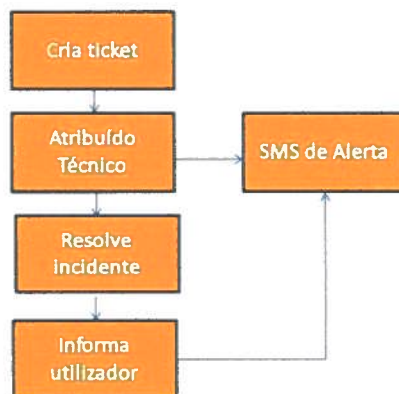 Cria ticket
Atribuído
Técnico
SMS de Alerta
Resolve
incidente
Informa
utilizador